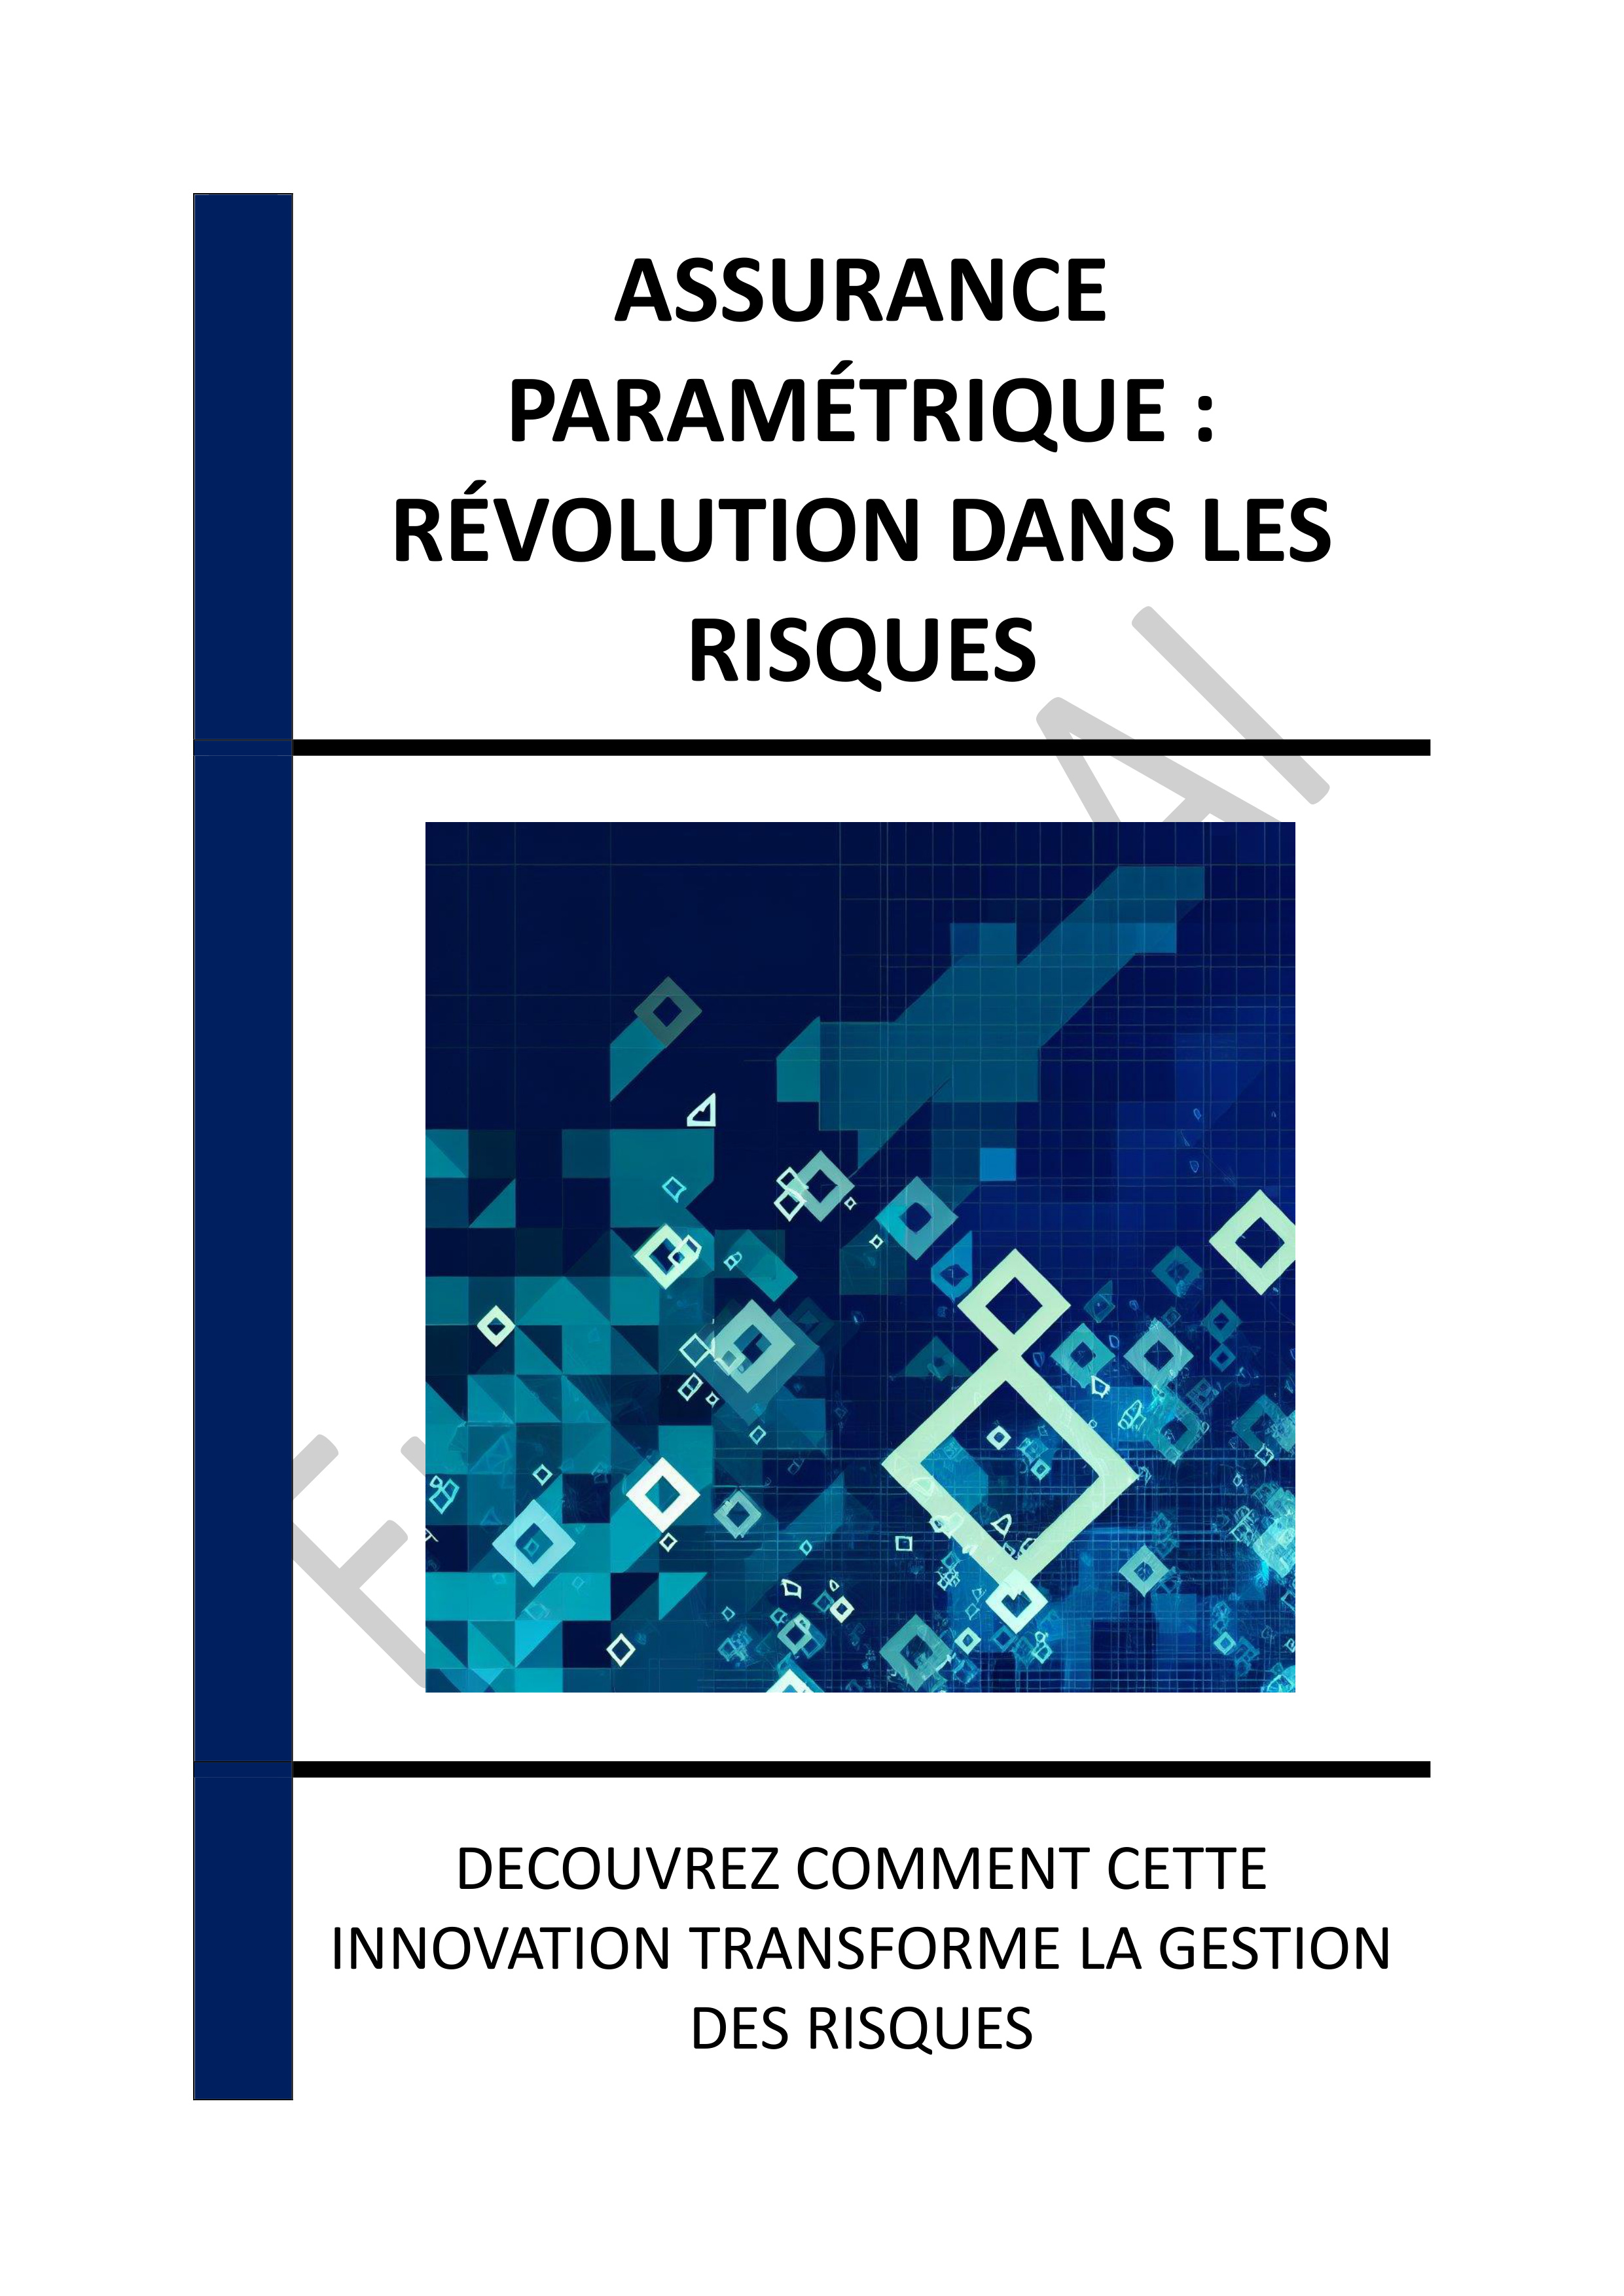 ASSURANCE
PARAMÉTRIQUE :
RÉVOLUTION DANS LES
RISQUES
DECOUVREZ COMMENT CETTE
INNOVATION TRANSFORME LA GESTION
DES RISQUES